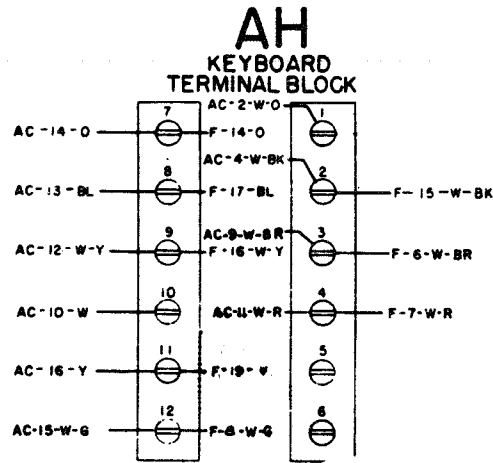 AH
KEYBOARD
TERMINAL BLOCK
AC-2-W-O
7
1
AC-14-O
F-14-O
AC-4-W-BK
8
2
AC-13-BL
F-17-BL
F-15-W-BK
9
AC-9-W-BR
3
AC-12-W-Y
F-16-W-Y
F-6-W-BR
10
4
AC-10-W
AC-11-W-R
F-7-W-R
11
5
AC-16-Y
F-19-
12
6
AC-15-W-G
F-8-W-G